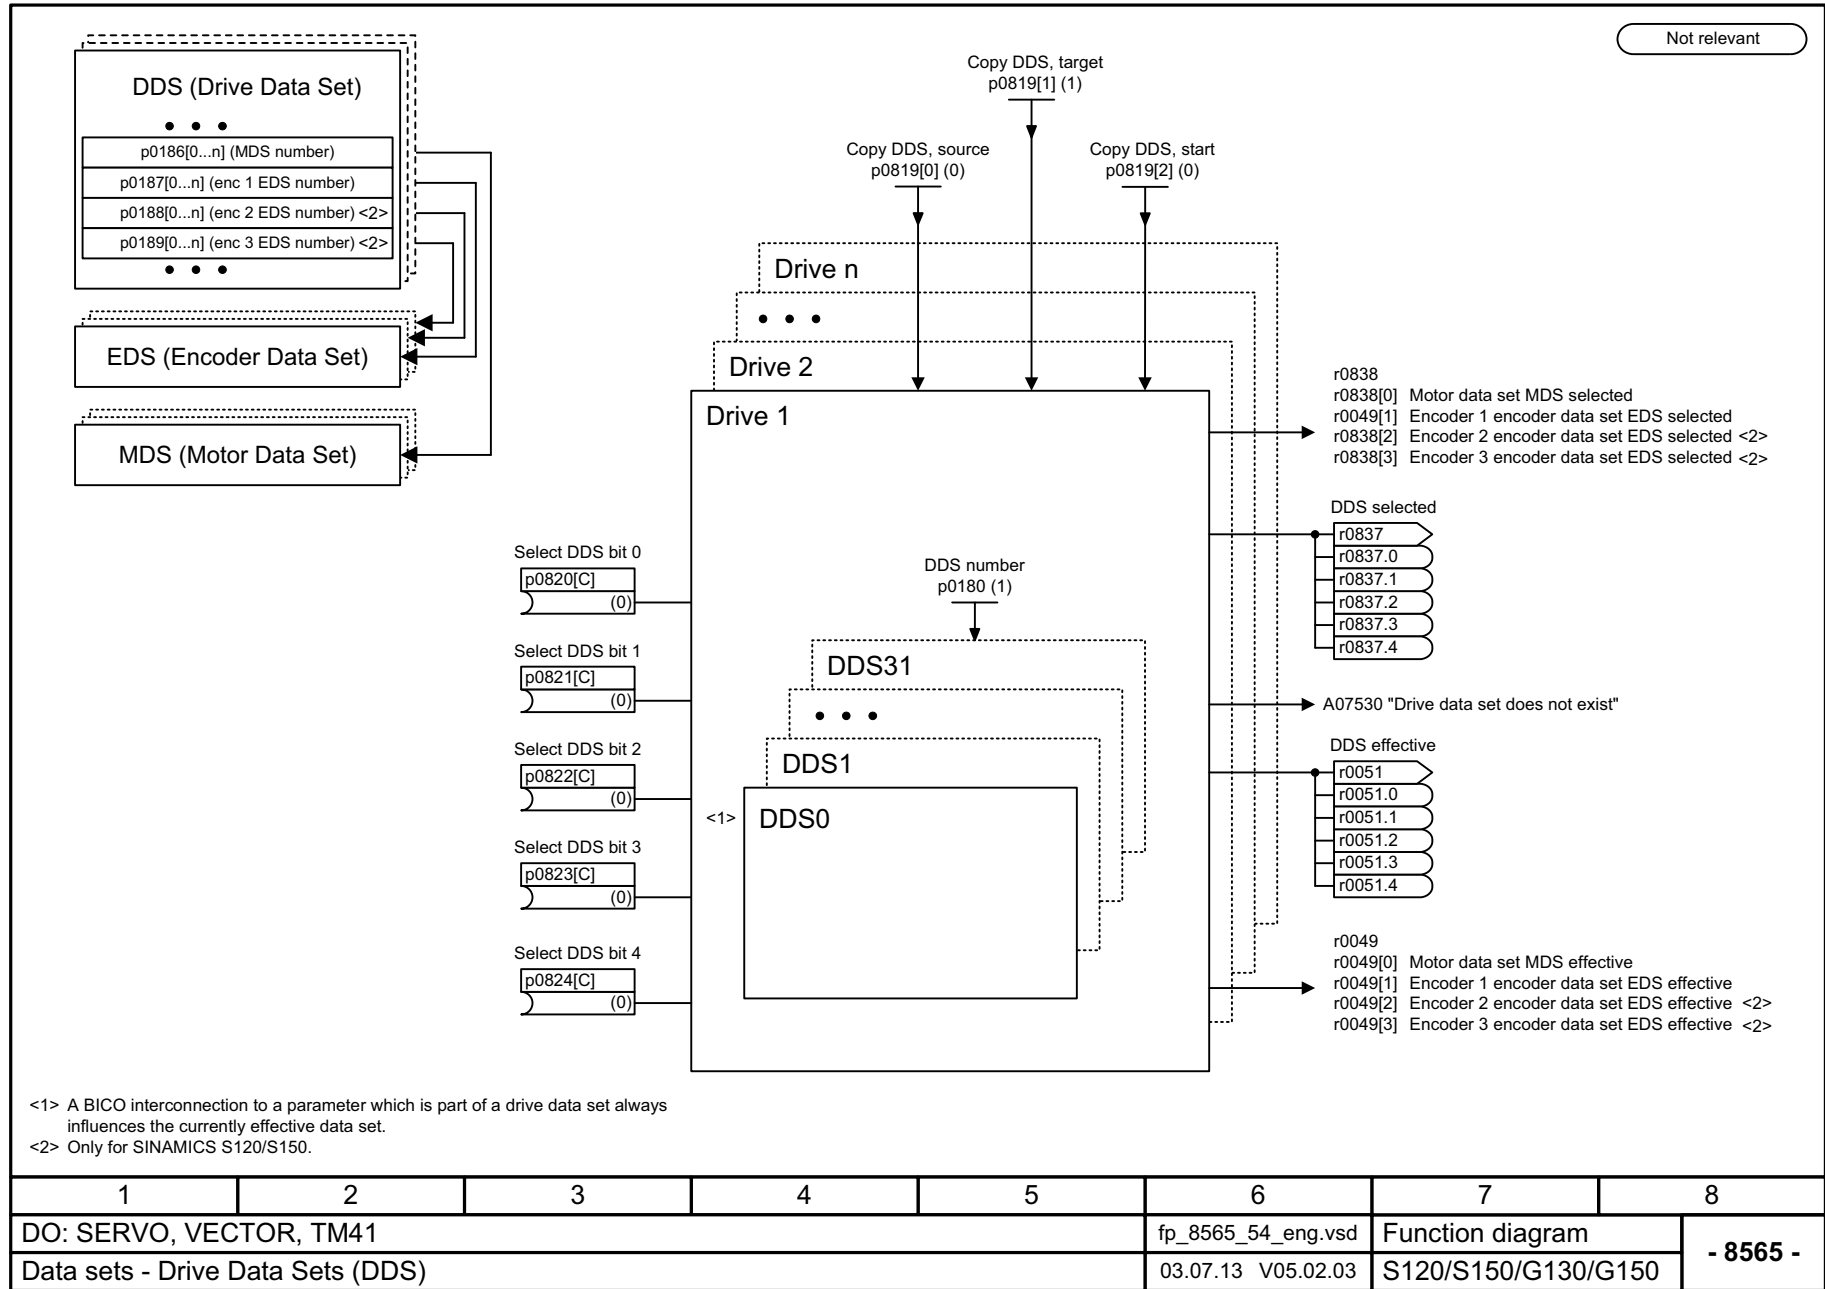 Not relevant
DDS (Drive Data Set)
p0186[0...n] (MDS number)
p0187[0...n] (enc 1 EDS number)
p0188[0...n] (enc 2 EDS number) <2>
p0189[0...n] (enc 3 EDS number) <2>
EDS (Encoder Data Set)
MDS (Motor Data Set)
Copy DDS, target
p0819[1] (1)
Copy DDS, source
p0819[0] (0)
Copy DDS, start
p0819[2] (0)
Drive n
Drive 2
Drive 1
Select DDS bit 0
p0820[C]
(0)
Select DDS bit 1
p0821[C]
(0)
Select DDS bit 2
p0822[C]
(0)
Select DDS bit 3
p0823[C]
(0)
Select DDS bit 4
p0824[C]
(0)
DDS number
p0180 (1)
DDS31
DDS1
<1>
DDS0
r0838
r0838[0] Motor data set MDS selected
r0049[1] Encoder 1 encoder data set EDS selected
r0838[2] Encoder 2 encoder data set EDS selected <2>
r0838[3] Encoder 3 encoder data set EDS selected <2>
DDS selected
r0837
r0837.0
r0837.1
r0837.2
r0837.3
r0837.4
A07530 "Drive data set does not exist"
DDS effective
r0051
r0051.0
r0051.1
r0051.2
r0051.3
r0051.4
r0049
r0049[0] Motor data set MDS effective
r0049[1] Encoder 1 encoder data set EDS effective
r0049[2] Encoder 2 encoder data set EDS effective <2>
r0049[3] Encoder 3 encoder data set EDS effective <2>
<1> A BICO interconnection to a parameter which is part of a drive data set always
influences the currently effective data set.
<2> Only for SINAMICS S120/S150.
1 2 3 4 5 6 7 8
DO: SERVO, VECTOR, TM41
fp_8565_54_eng.vsd
Function diagram
- 8565 -
Data sets - Drive Data Sets (DDS)
03.07.13 V05.02.03
S120/S150/G130/G150